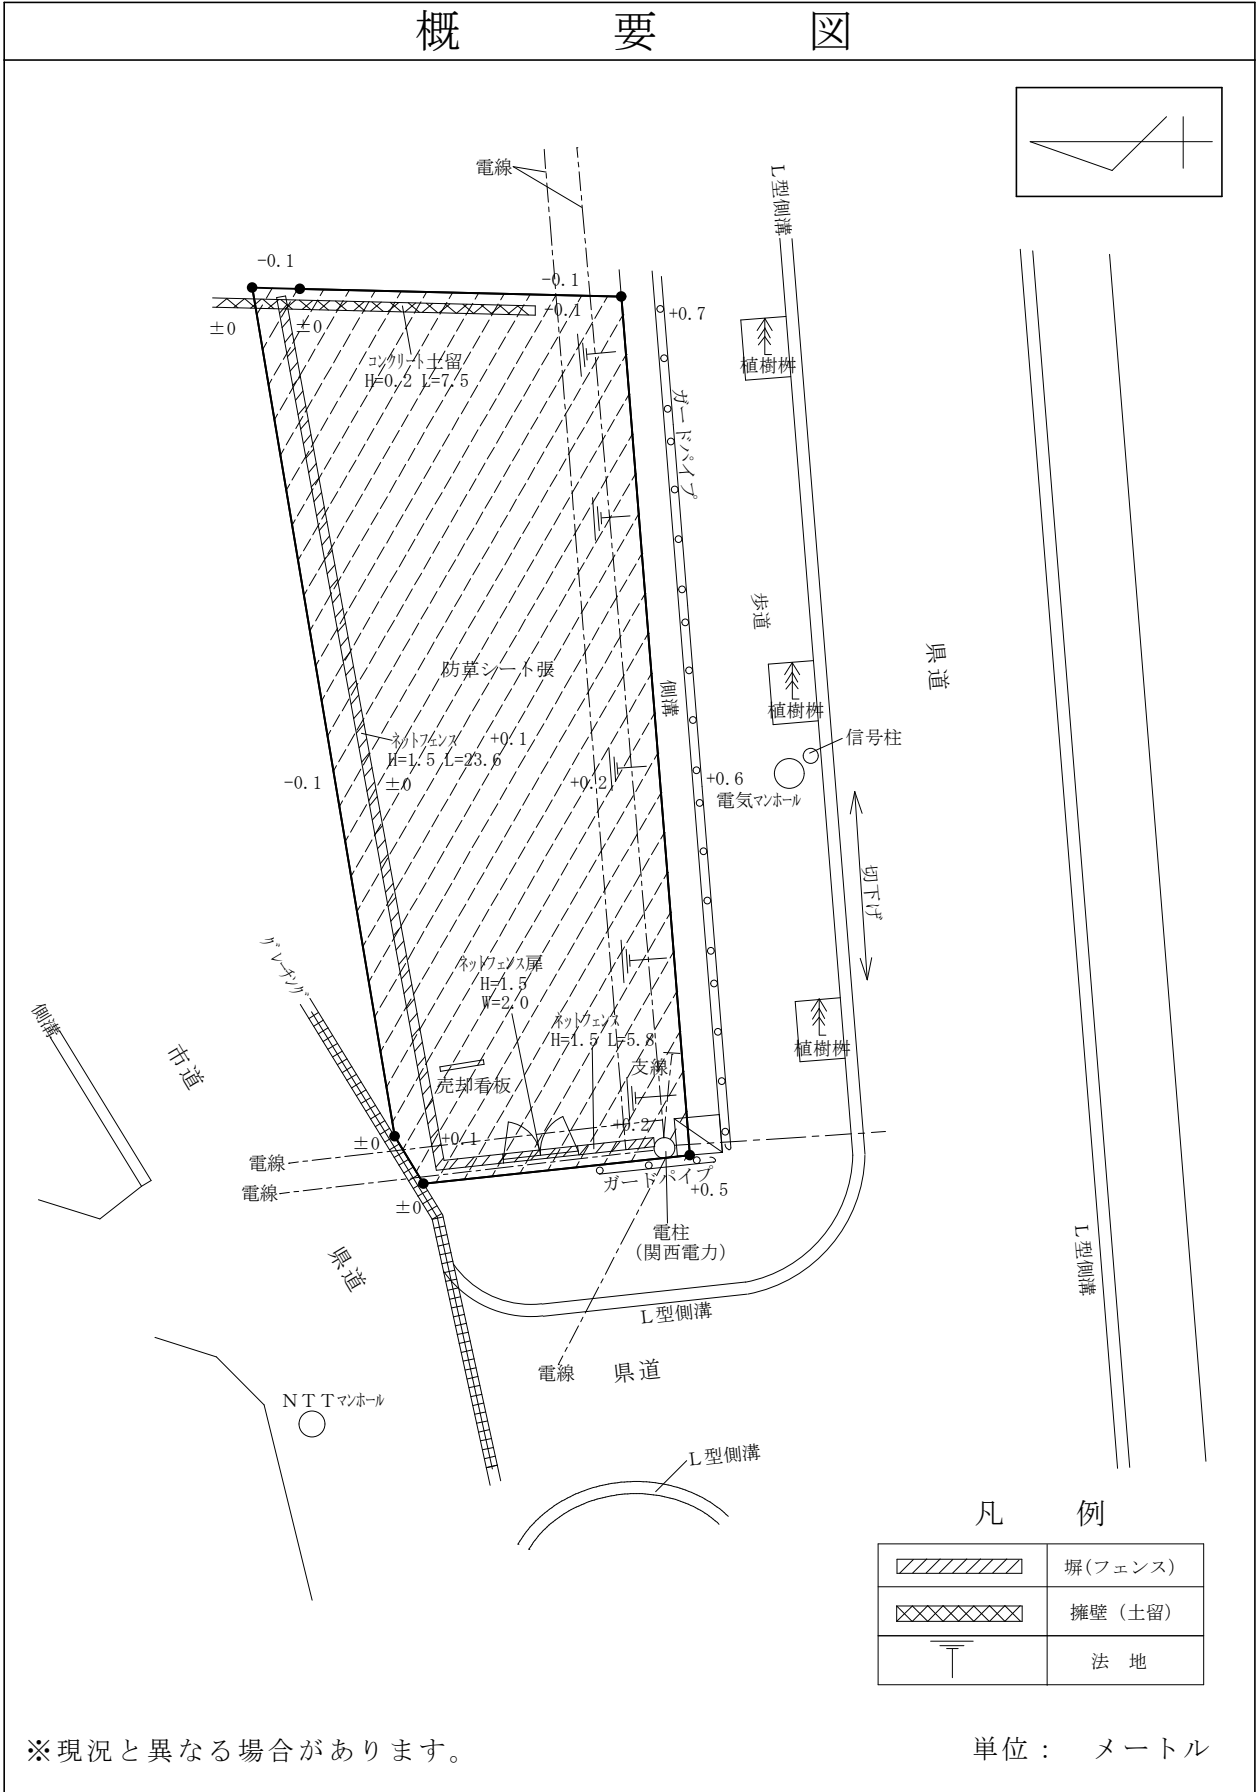 概要図
電線
L型側溝
-0.1
-0.1
-0.1
±0
±0
+0.7
コンクリート土留
H=0.2 L=7.5
植樹桝
ガードパイプ
歩道
県道
防草シート張
側溝
植樹桝
信号柱
ネットフェンス
H=1.5 L=23.6
+0.1
-0.1
±0
+0.2
+0.6
電気マンホール
切下げ
グレーチング
ネットフェンス扉
H=1.5
W=2.0
ネットフェンス
H=1.5 L=5.8
側溝
市道
植樹桝
支線
売却看板
+0.2
+0.1
±0
電線
電線
ガードパイプ
+0.5
±0
電柱
(関西電力)
県道
L型側溝
L型側溝
電線
県道
NTTマンホール
L型側溝
凡例
塀(フェンス)
擁壁（土留）
法地
※現況と異なる場合があります。
単位： メートル